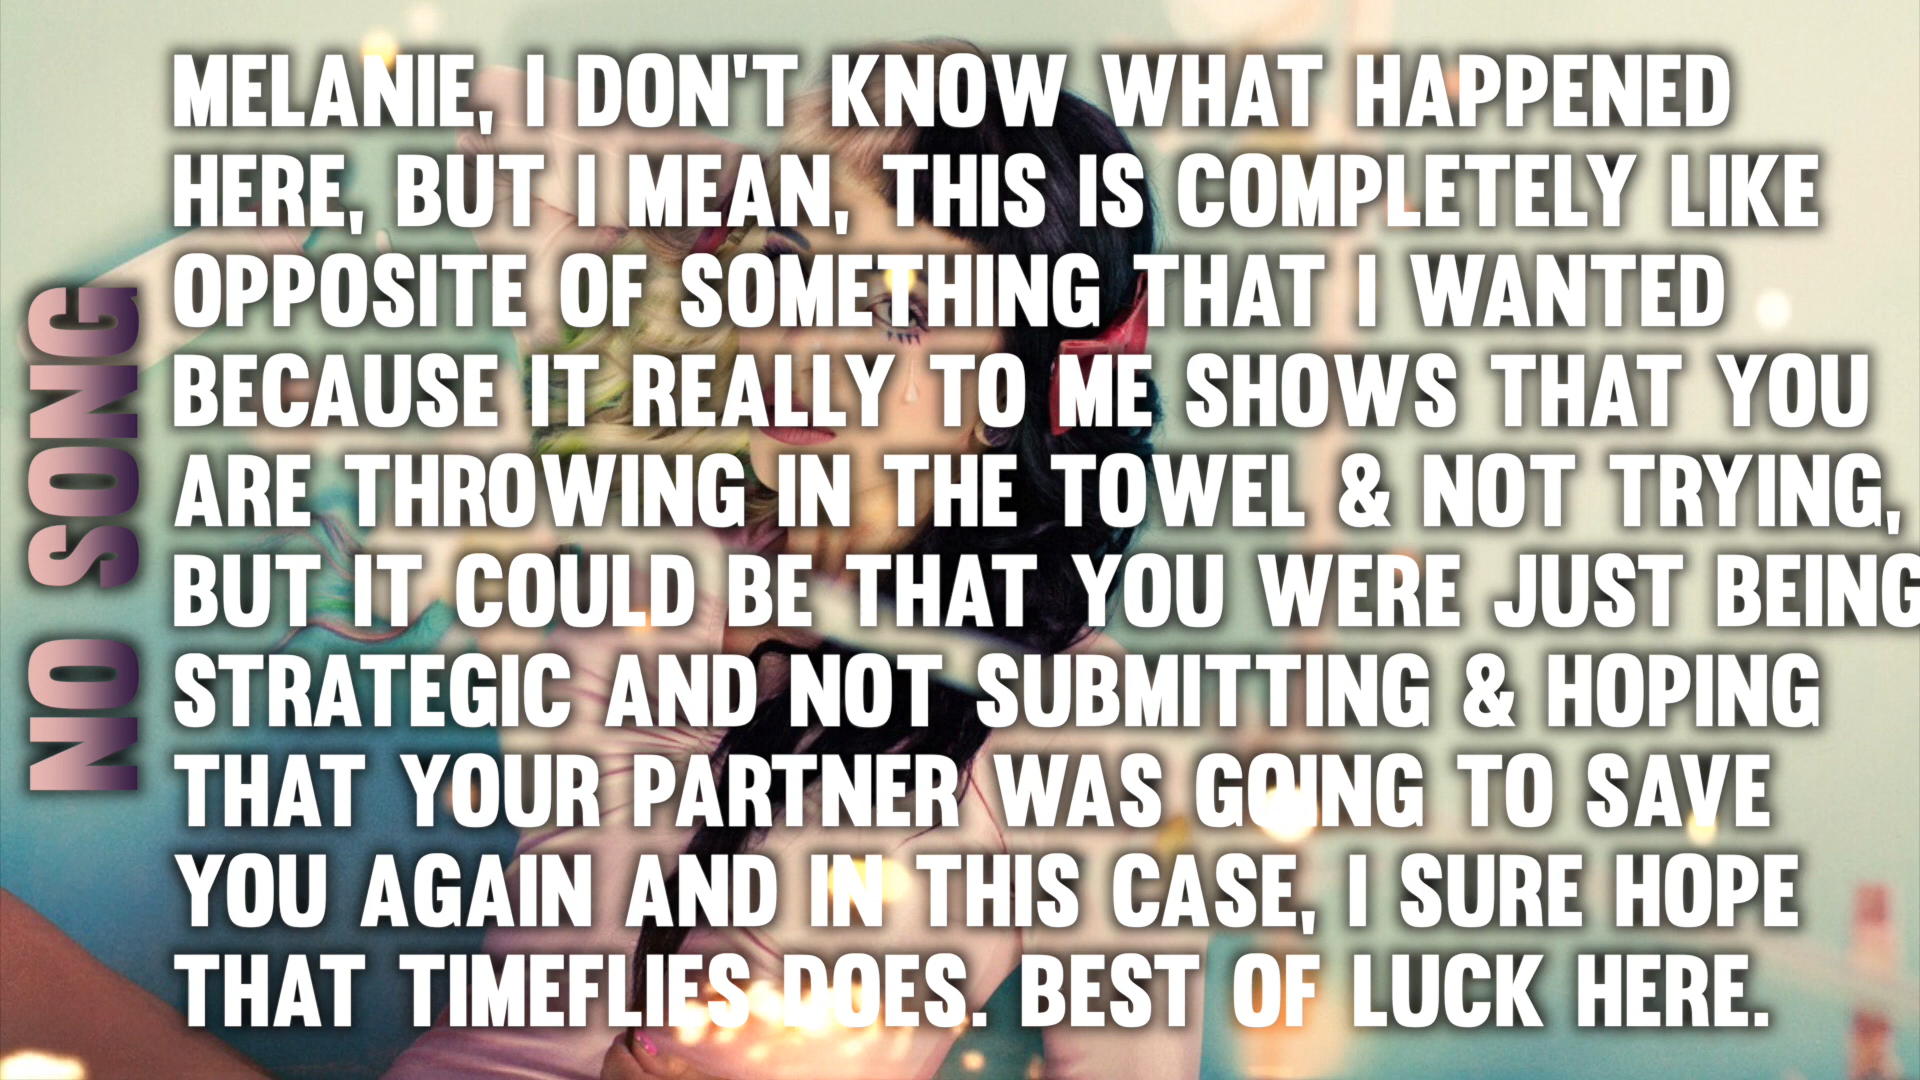 NO SONG
MELANIE, I DON'T KNOW WHAT HAPPENED
HERE, BUT I MEAN, THIS IS COMPLETELY LIKE
OPPOSITE OF SOMETHING THAT I WANTED
BECAUSE IT REALLY TO ME SHOWS THAT YOU
ARE THROWING IN THE TOWEL & NOT TRYING,
BUT IT COULD BE THAT YOU WERE JUST BEING
STRATEGIC AND NOT SUBMITTING & HOPING
THAT YOUR PARTNER WAS GOING TO SAVE
YOU AGAIN AND IN THIS CASE, I SURE HOPE
THAT TIMEFLIES DOES. BEST OF LUCK HERE.